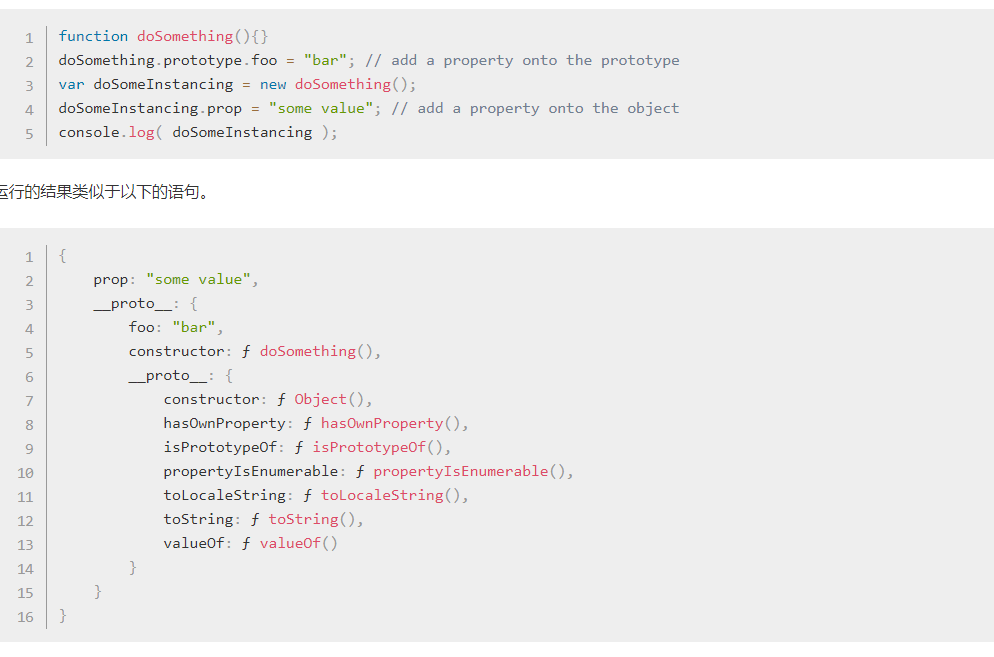 1 function doSomething(){}
2 doSomething.prototype.foo = "bar"; // add a property onto the prototype
3 var doSomeInstancing = new doSomething();
4 doSomeInstancing.prop = "some value"; // add a property onto the object
5 console.log( doSomeInstancing );
运行的结果类似于以下的语句。
1 {
2     prop: "some value",
3     __proto__: {
4         foo: "bar",
5         constructor: ƒ doSomething(),
6         __proto__: {
7             constructor: ƒ Object(),
8             hasOwnProperty: ƒ hasOwnProperty(),
9             isPrototypeOf: ƒ isPrototypeOf(),
10             propertyIsEnumerable: ƒ propertyIsEnumerable(),
11             toLocaleString: ƒ toLocaleString(),
12             toString: ƒ toString(),
13             valueOf: ƒ valueOf()
14         }
15     }
16 }